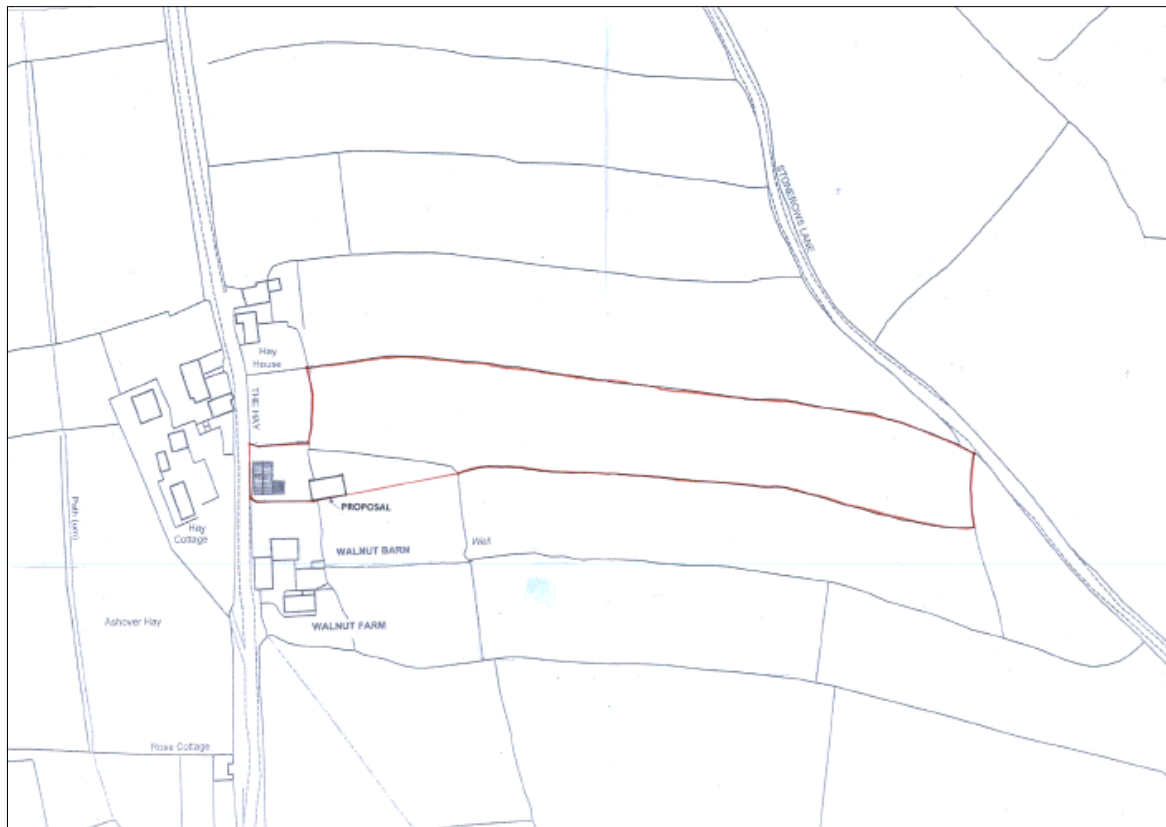 STONEROWS LANE
Hay
House
THE HAY
PROPOSAL
Hay
Cottage
Path (um)
WALNUT BARN
Well
Ashover Hay
WALNUT FARM
Rose Cottage